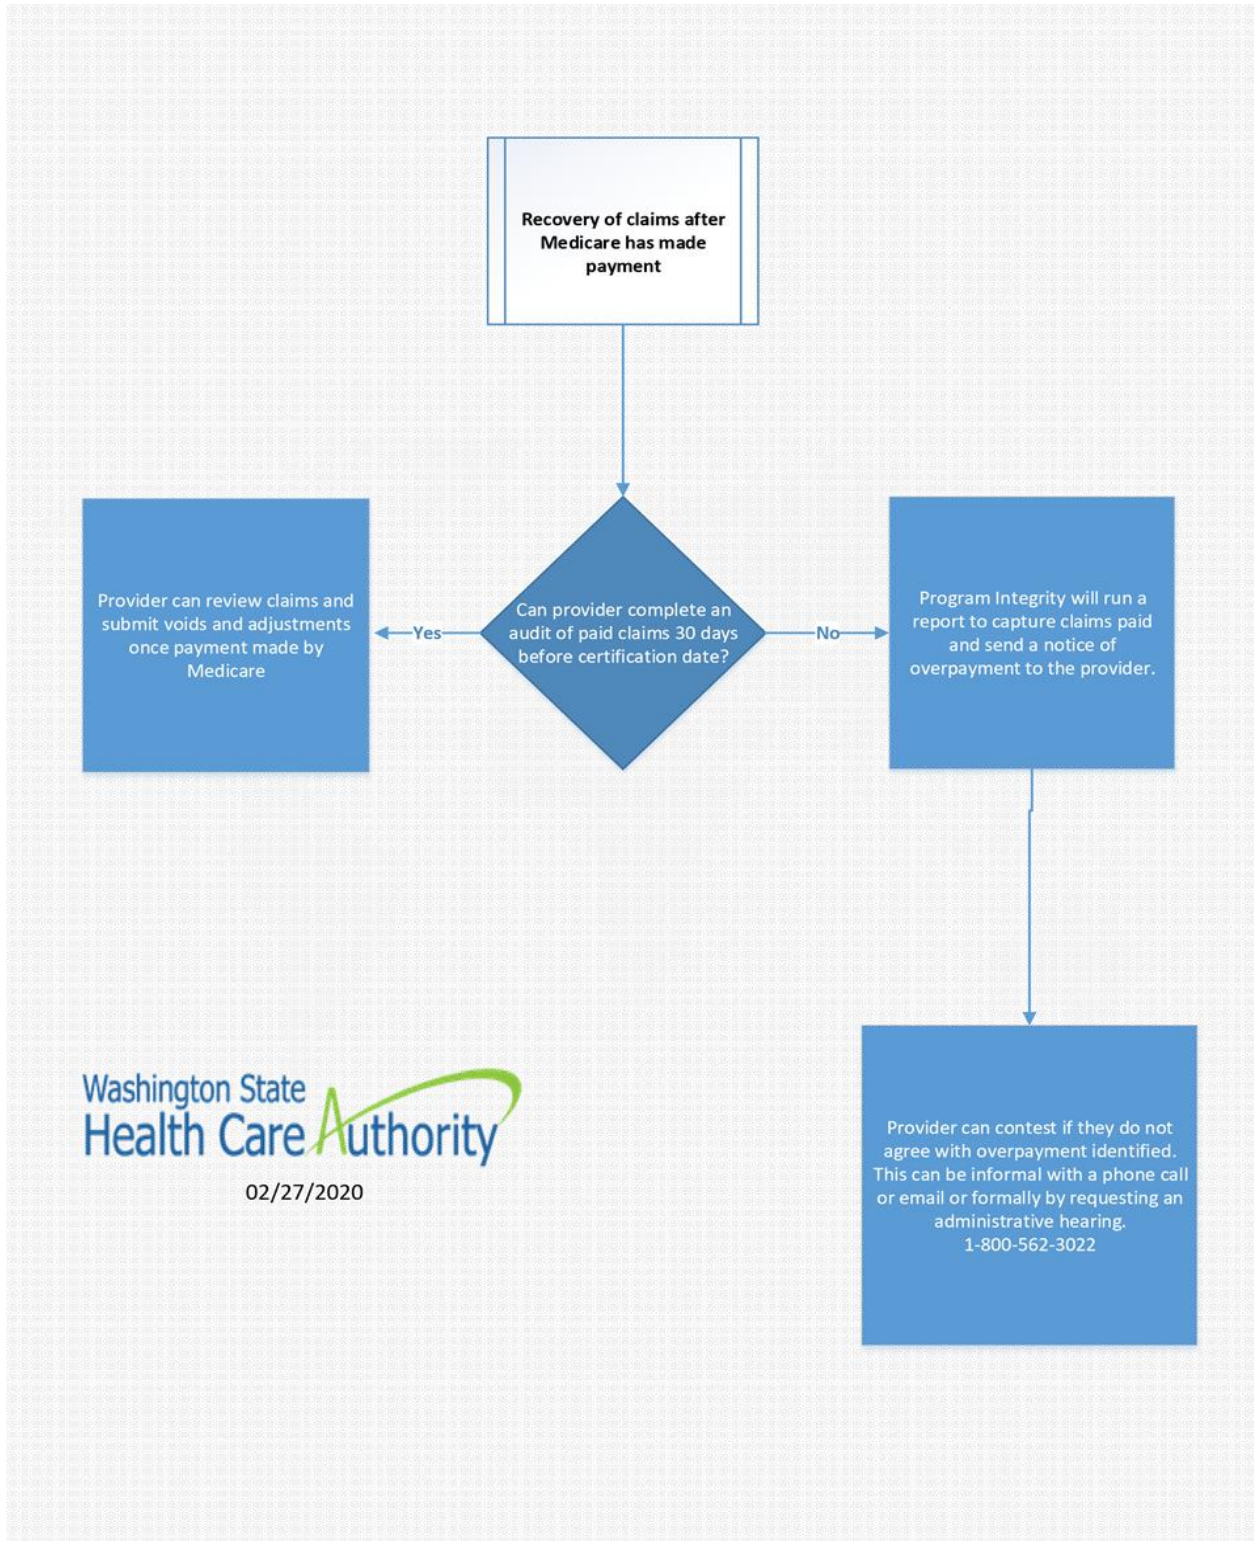 Recovery of claims after
Medicare has made
payment
Provider can review claims and
submit voids and adjustments
once payment made by
Medicare
Yes
Can provider complete an
audit of paid claims 30 days
before certification date?
No
Program Integrity will run a
report to capture claims paid
and send a notice of
overpayment to the provider.
Washington State
Health Care Authority
02/27/2020
Provider can contest if they do not
agree with overpayment identified.
This can be informal with a phone call
or email or formally by requesting an
administrative hearing.
1-800-562-3022